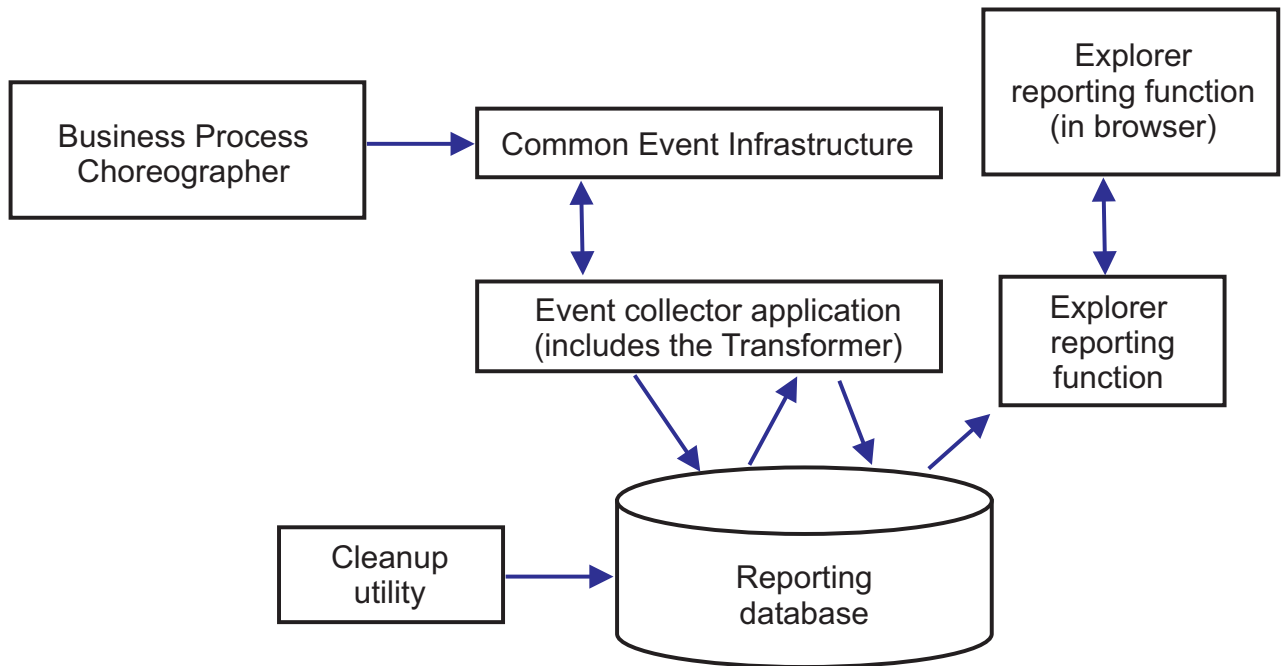 Business Process
Choreographer
Common Event Infrastructure
Explorer
reporting function
(in browser)
Event collector application
(includes the Transformer)
Explorer
reporting
function
Cleanup
utility
Reporting
database